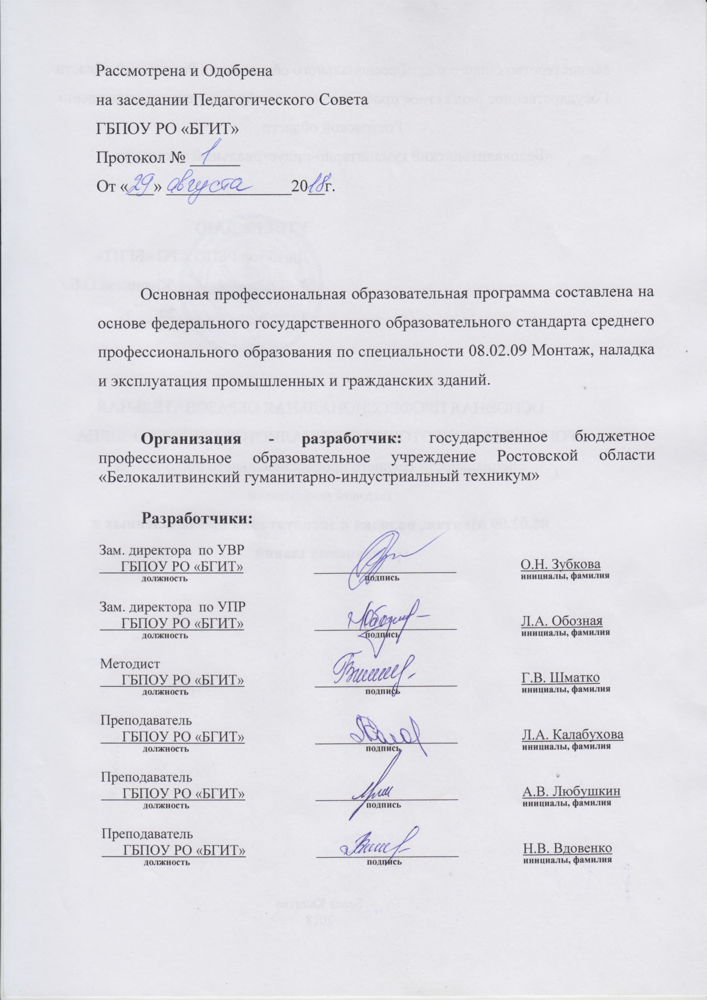 Рассмотрена и Одобрена
на заседании Педагогического Совета
ГБПОУ РО «БГИТ»
Протокол № 1
От «29» августа 2018г.
Основная профессиональная образовательная программа составлена на
основе федерального государственного образовательного стандарта среднего
профессионального образования по специальности 08.02.09 Монтаж, наладка
и эксплуатация промышленных и гражданских зданий.
Организация - разработчик: государственное бюджетное
профессиональное образовательное учреждение Ростовской области
«Белокалитвинский гуманитарно-индустриальный техникум»
Разработчики:
Зам. директора по УВР
ГБПОУ РО «БГИТ» О.Н. Зубкова
должность подпись инициалы, фамилия
Зам. директора по УПР
ГБПОУ РО «БГИТ» Л.А. Обозная
должность подпись инициалы, фамилия
Методист
ГБПОУ РО «БГИТ» Г.В. Шматко
должность подпись инициалы, фамилия
Преподаватель
ГБПОУ РО «БГИТ» Л.А. Калабухова
должность подпись инициалы, фамилия
Преподаватель
ГБПОУ РО «БГИТ» А.В. Любушкин
должность подпись инициалы, фамилия
Преподаватель
ГБПОУ РО «БГИТ» Н.В. Вдовенко
должность подпись инициалы, фамилия